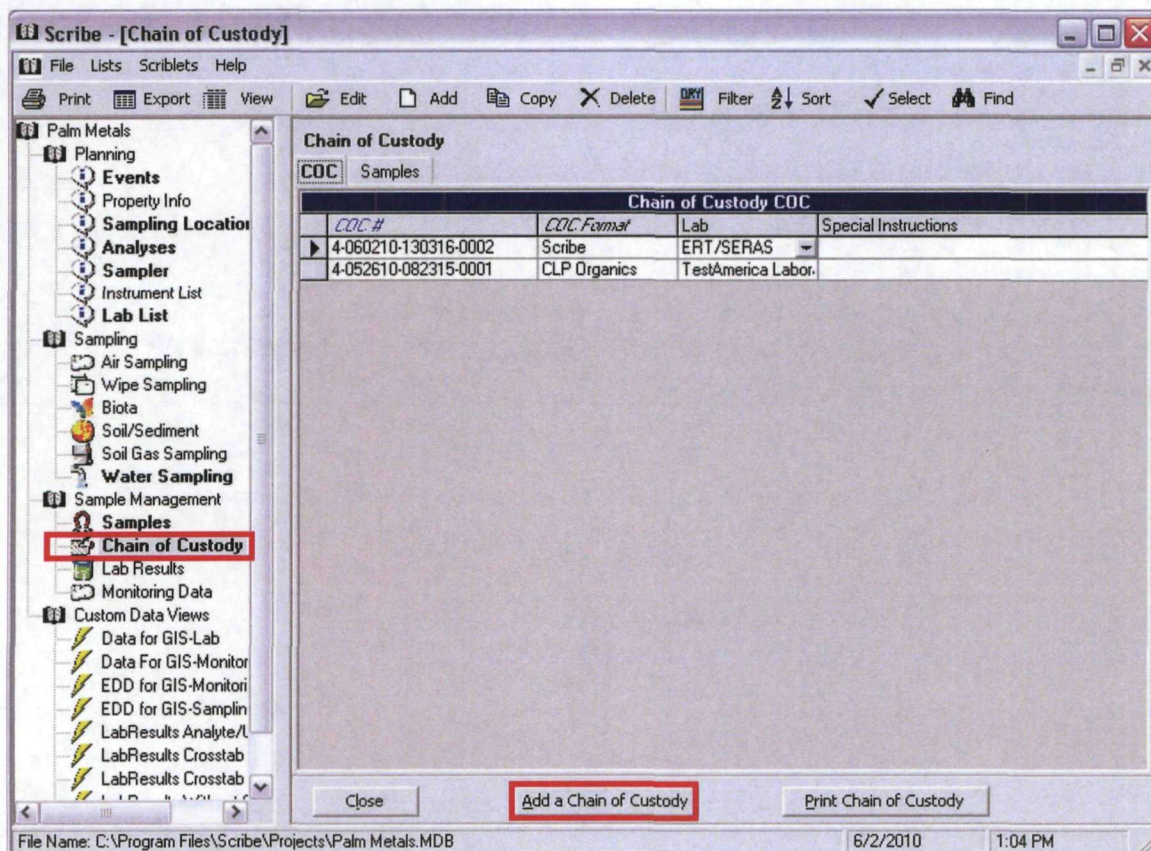 Scribe - [Chain of Custody]
File Lists Scriblets Help
Print Export View Edit Add Copy Delete QRY Filter Sort Select Find
Palm Metals
Planning
Events
Property Info
Sampling Location
Analyses
Sampler
Instrument List
Lab List
Sampling
Air Sampling
Wipe Sampling
Biota
Soil/Sediment
Soil Gas Sampling
Water Sampling
Sample Management
Samples
Chain of Custody
Lab Results
Monitoring Data
Custom Data Views
Data for GIS-Lab
Data For GIS-Monitor
EDD for GIS-Monitori
EDD for GIS-Samplin
LabResults Analyte/L
LabResults Crosstab
LabResults Crosstab
Chain of Custody
COC Samples
Chain of Custody COC
COC # COC Format Lab Special Instructions
4-060210-130316-0002 Scribe ERT/SERAS
4-052610-082315-0001 CLP Organics TestAmerica Labor
Close Add a Chain of Custody Print Chain of Custody
File Name: C:\Program Files\Scribe\Projects\Palm Metals.MDB 6/2/2010 1:04 PM